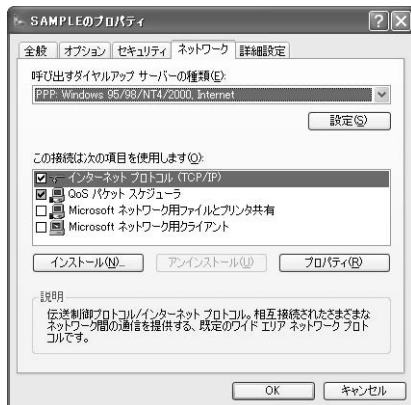 SAMPLEのプロパティ
全般 オプション セキュリティ ネットワーク 詳細設定
呼び出すダイヤルアップ サーバーの種類(E):
PPP: Windows 95/98/NT4/2000, Internet
設定(S)
この接続は次の項目を使用します(O):
インターネット プロトコル (TCP/IP)
QoS パケット スケジューラ
Microsoft ネットワーク用ファイルとプリンタ共有
Microsoft ネットワーク用クライアント
インストール(N)... アンインストール(U) プロパティ(R)
説明
伝送制御プロトコル/インターネット プロトコル。相互接続されたさまざまな
ネットワーク間の通信を提供する、既定のワイド エリア ネットワーク プロト
コルです。
OK キャンセル